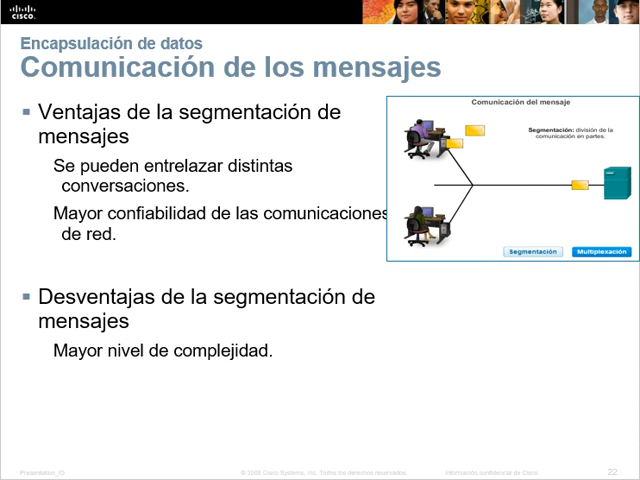 CISCO
Encapsulación de datos
Comunicación de los mensajes
Ventajas de la segmentación de
mensajes
Se pueden entrelazar distintas
conversaciones.
Mayor confiabilidad de las comunicaciones
de red.
Desventajas de la segmentación de
mensajes
Mayor nivel de complejidad.
Comunicación del mensaje
Segmentación: división de la
comunicación en partes.
Segmentación
Multiplexación
Presentation_ID
© 2008 Cisco Systems, Inc. Todos los derechos reservados.
Información confidencial de Cisco
22